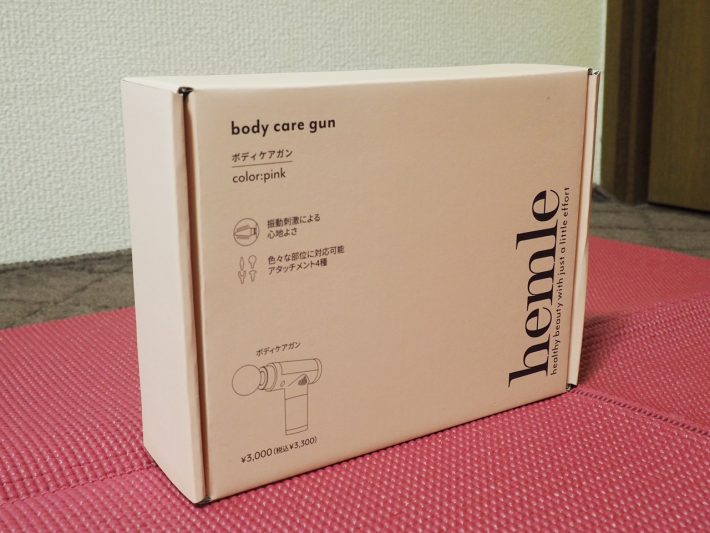 body care gun
ボディケアガン
color:pink
振動刺激による
心地よさ
色々な部位に対応可能
アタッチメント4種
ボディケアガン
¥3,000(税込¥3,300)
hemle
healthy beauty with just a little effort